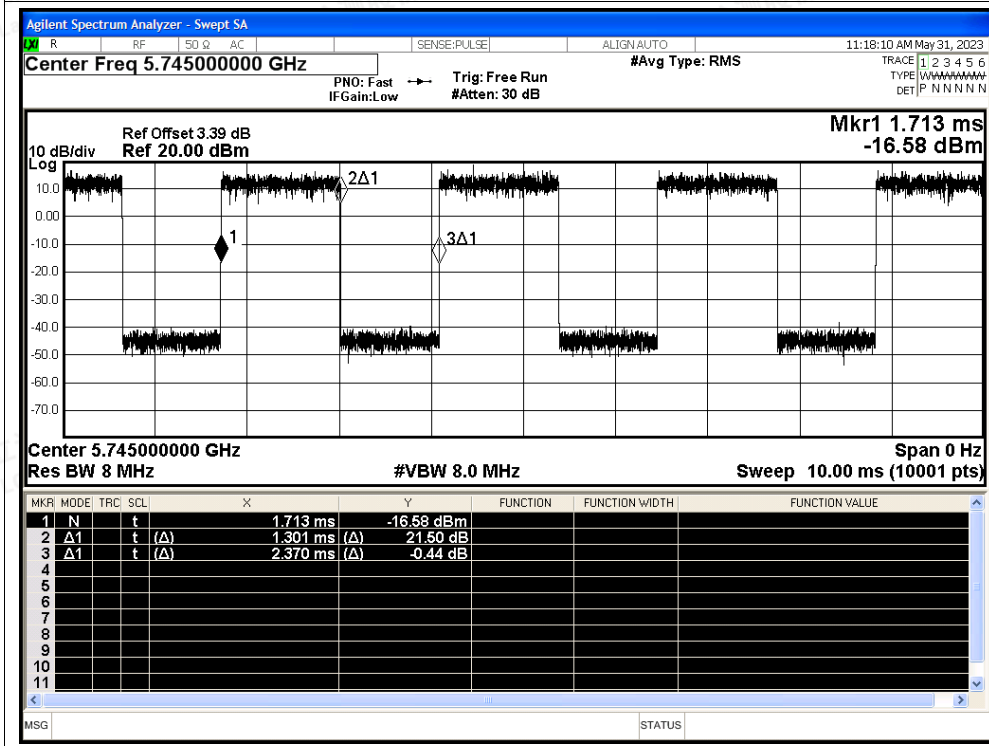 Agilent Spectrum Analyzer - Swept SA
LXI R RF 50 Ω AC SENSE:PULSE ALIGN AUTO 11:18:10 AM May 31, 2023
Center Freq 5.745000000 GHz #Avg Type: RMS TRACE 1 2 3 4 5 6
PNO: Fast Trig: Free Run TYPE WWWWWW
IFGain:Low #Atten: 30 dB DET P N N N N N
Mkr1 1.713 ms
-16.58 dBm
Ref Offset 3.39 dB
10 dB/div Ref 20.00 dBm
Log
10.0
0.00
-10.0
-20.0
-30.0
-40.0
-50.0
-60.0
-70.0
2Δ1
1
3Δ1
Center 5.745000000 GHz Span 0 Hz
Res BW 8 MHz #VBW 8.0 MHz Sweep 10.00 ms (10001 pts)
MKR MODE TRC SCL X Y FUNCTION FUNCTION WIDTH FUNCTION VALUE
1 N t 1.713 ms -16.58 dBm
2 Δ1 t (Δ) 1.301 ms (Δ) 21.50 dB
3 Δ1 t (Δ) 2.370 ms (Δ) -0.44 dB
4
5
6
7
8
9
10
11
MSG STATUS